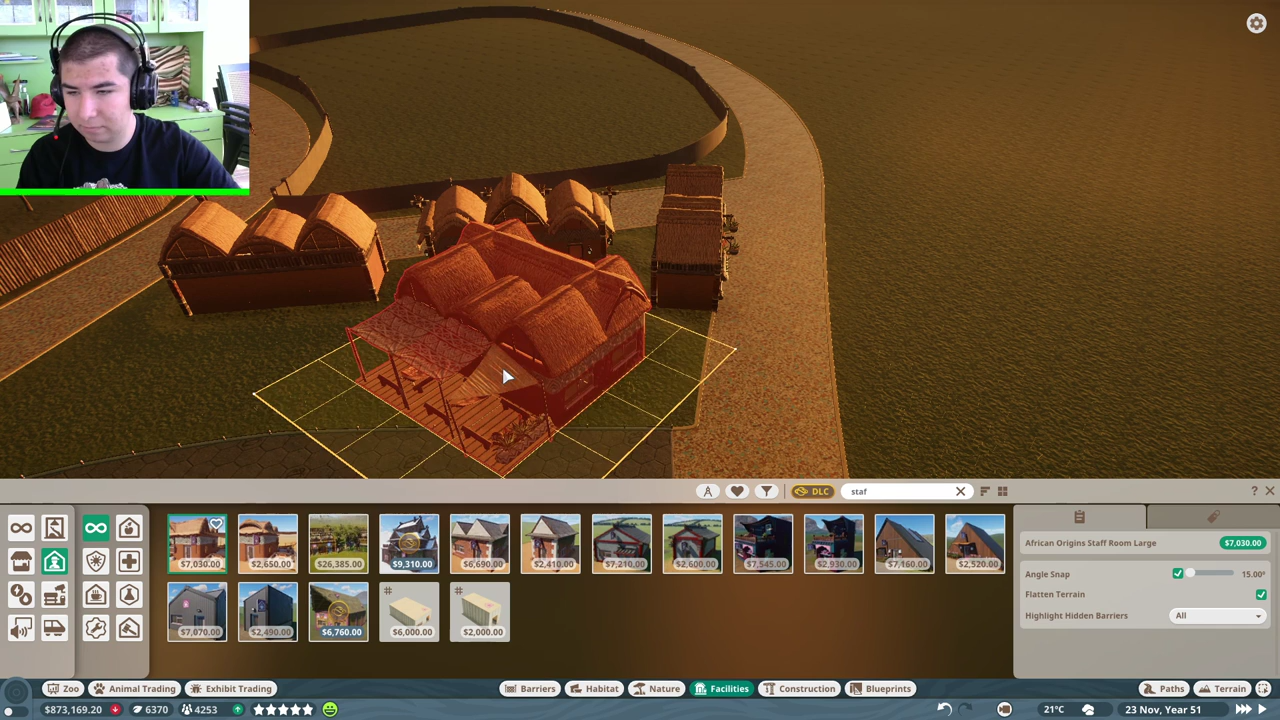 DLC
staf
? ×
$7,030.00
$2,650.00
$26,385.00
$9,310.00
$6,690.00
$2,410.00
$7,210.00
$2,600.00
$7,545.00
$2,930.00
$7,160.00
$2,520.00
$7,070.00
$2,490.00
$6,760.00
# $6,000.00
# $2,000.00
African Origins Staff Room Large $7,030.00
Angle Snap 15.00°
Flatten Terrain
Highlight Hidden Barriers All
Zoo Animal Trading Exhibit Trading Barriers Habitat Nature Facilities Construction Blueprints Paths Terrain
$873,169.20 6370 4253 21°C 23 Nov, Year 51